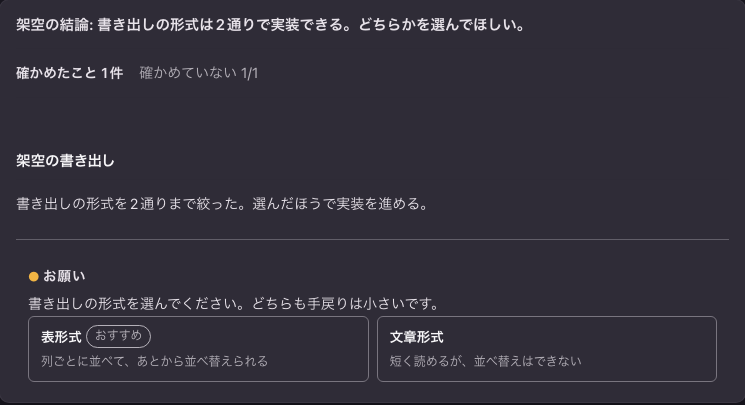 架空の結論: 書き出しの形式は2通りで実装できる。どちらかを選んでほしい。
確かめたこと 1件 確かめていない 1/1
架空の書き出し
書き出しの形式を2通りまで絞った。選んだほうで実装を進める。
お願い
書き出しの形式を選んでください。どちらも手戻りは小さいです。
表形式 おすすめ
列ごとに並べて、あとから並べ替えられる
文章形式
短く読めるが、並べ替えはできない